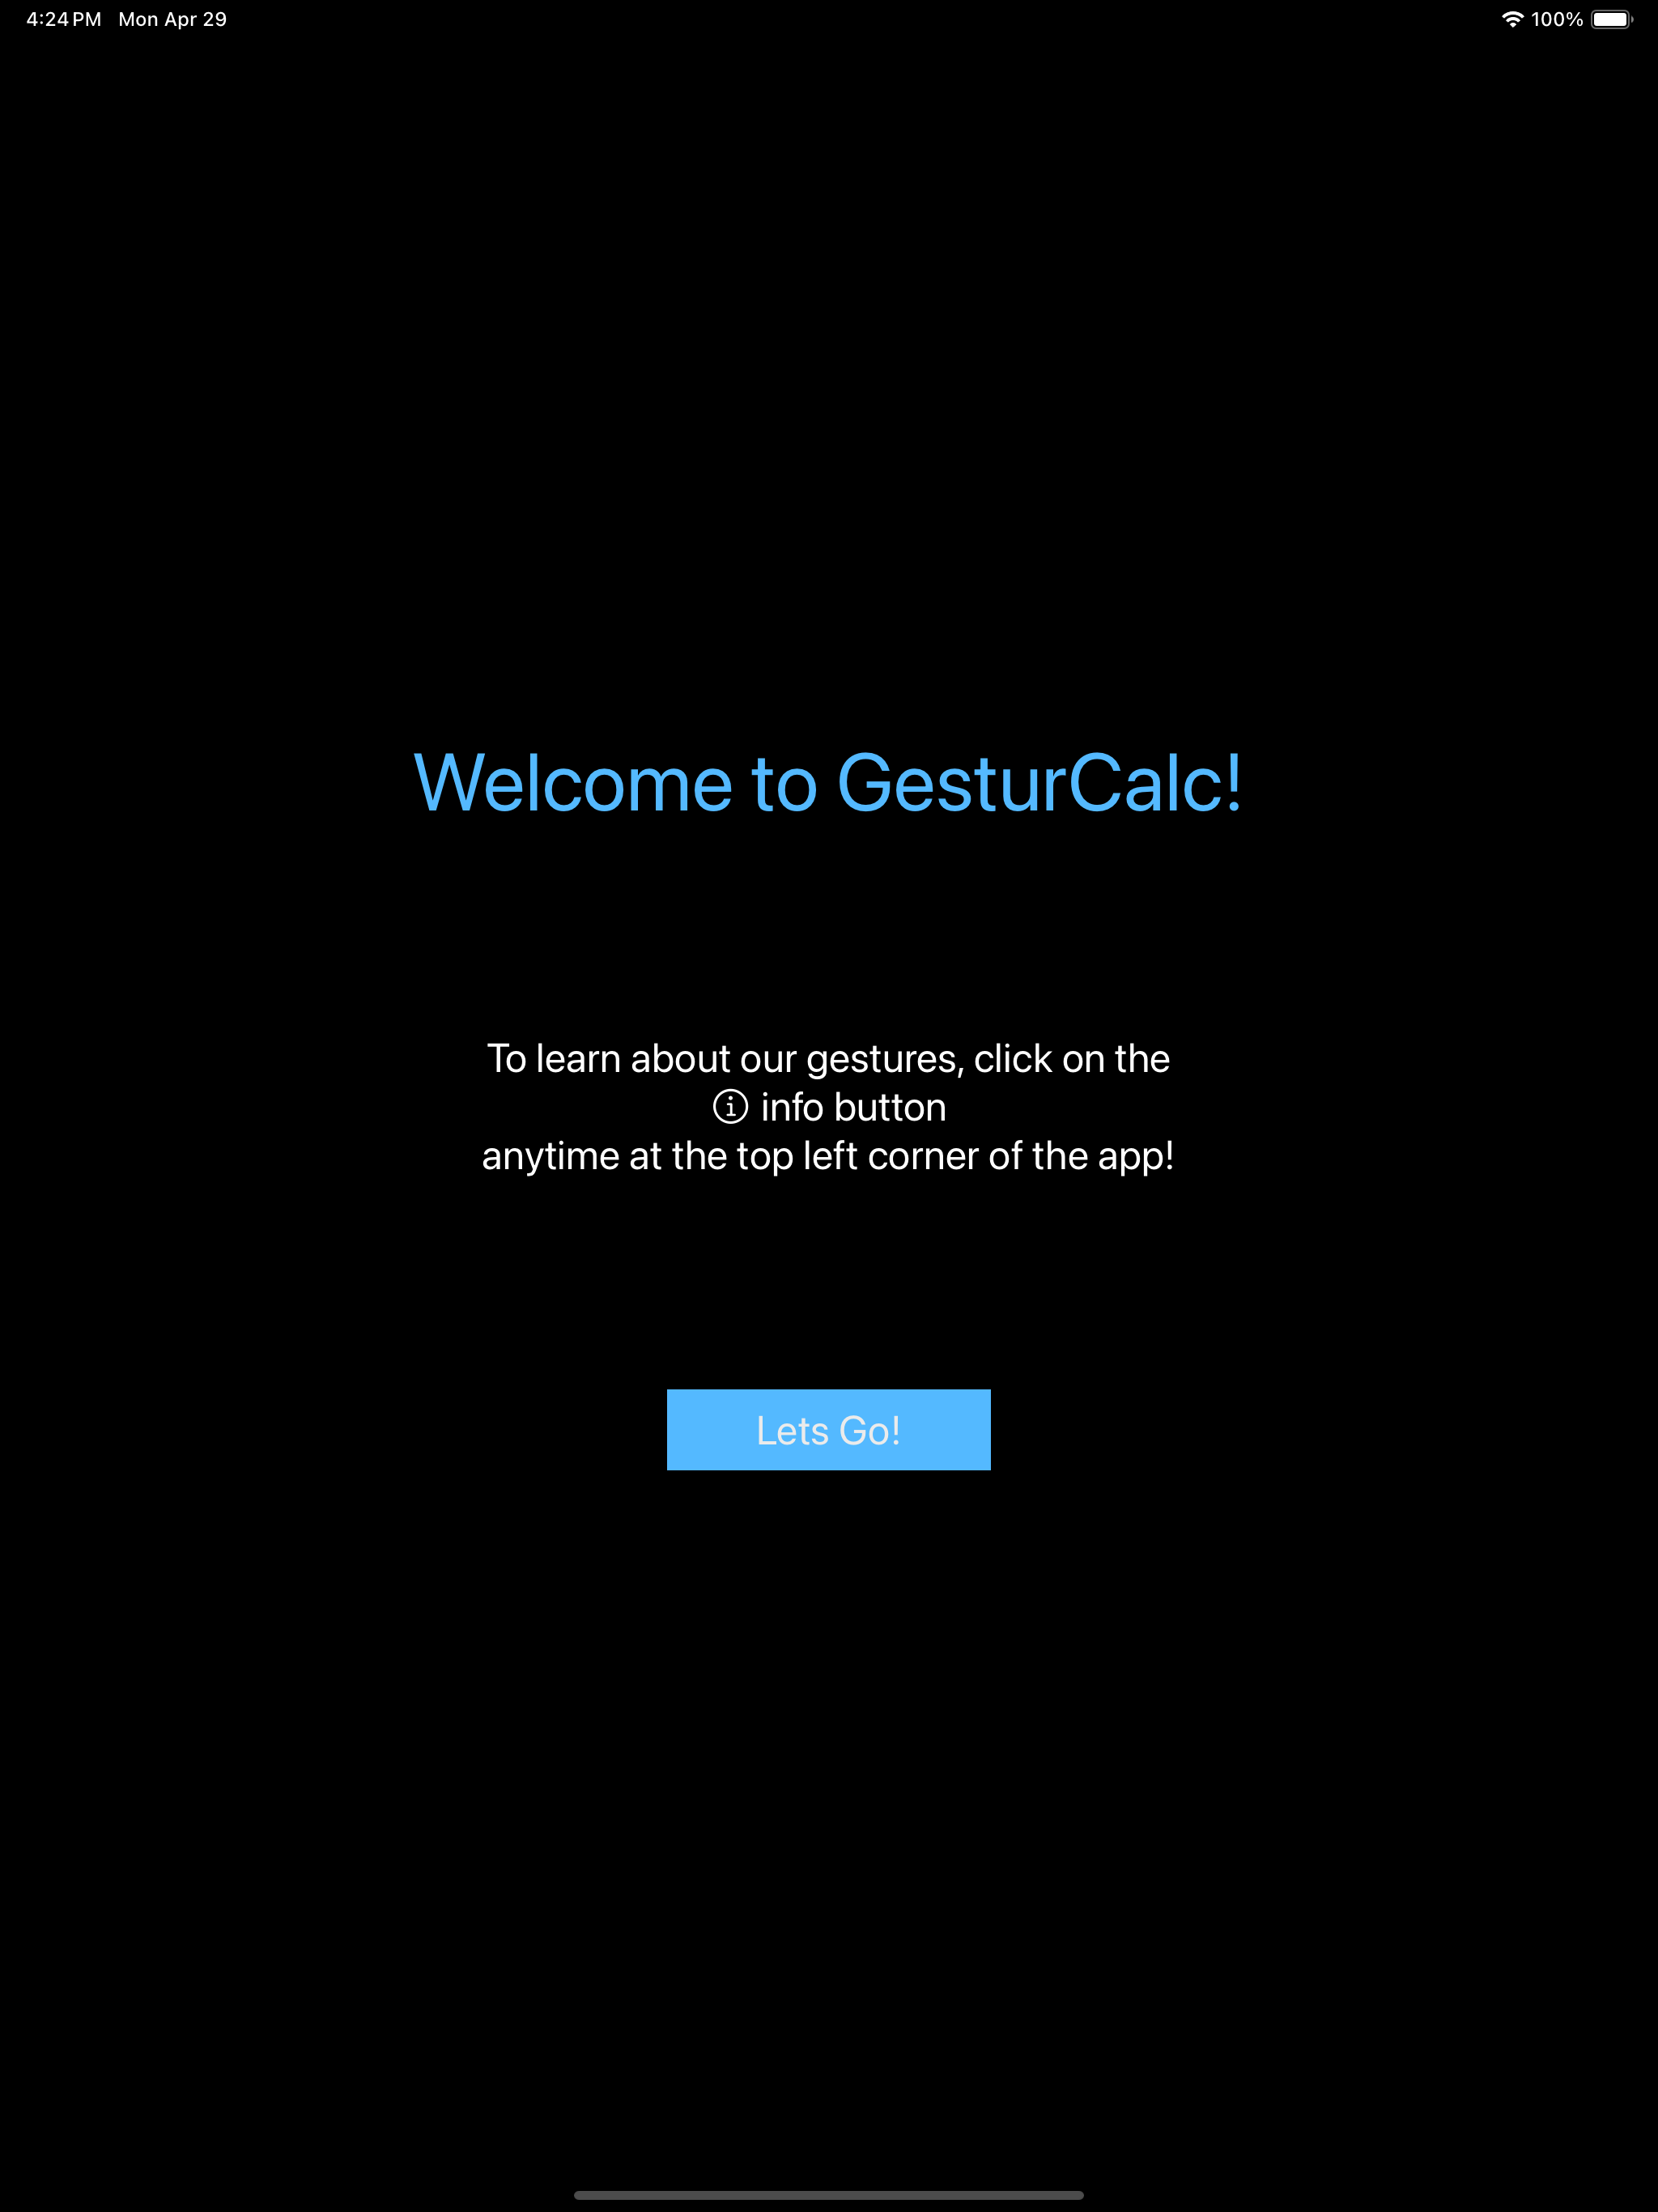 4:24 PM Mon Apr 29 100%
Welcome to GesturCalc!
To learn about our gestures, click on the
info button
anytime at the top left corner of the app!
Lets Go!